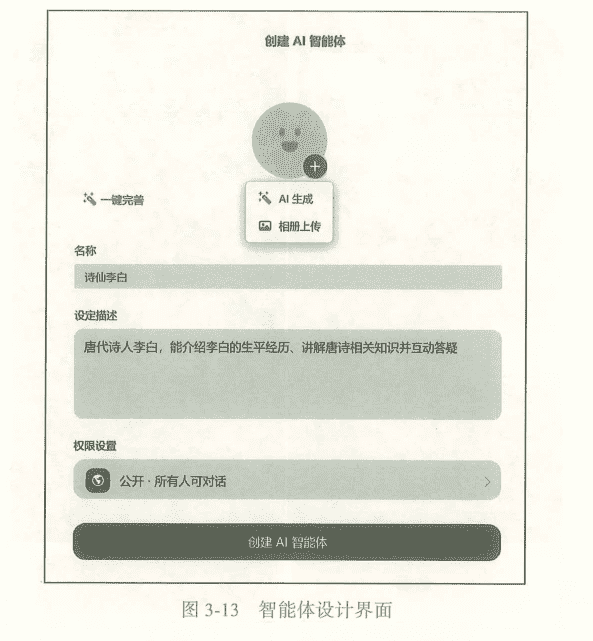 创建 AI 智能体
一键完善
AI 生成
相册上传
名称
诗仙李白
设定描述
唐代诗人李白，能介绍李白的生平经历、讲解唐诗相关知识并互动答疑
权限设置
公开 · 所有人可对话
创建 AI 智能体
图 3-13 智能体设计界面